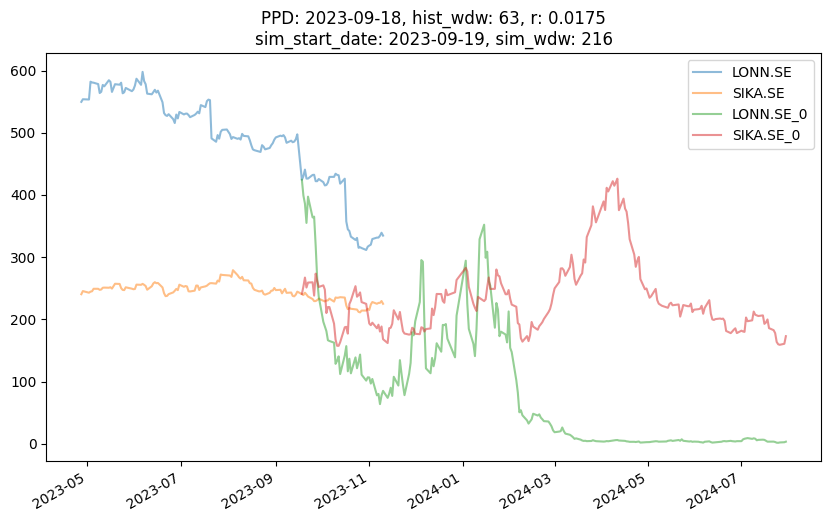 PPD: 2023-09-18, hist_wdw: 63, r: 0.0175
sim_start_date: 2023-09-19, sim_wdw: 216
LONN.SE
SIKA.SE
LONN.SE_0
SIKA.SE_0
600
500
400
300
200
100
0
2023-05
2023-07
2023-09
2023-11
2024-01
2024-03
2024-05
2024-07